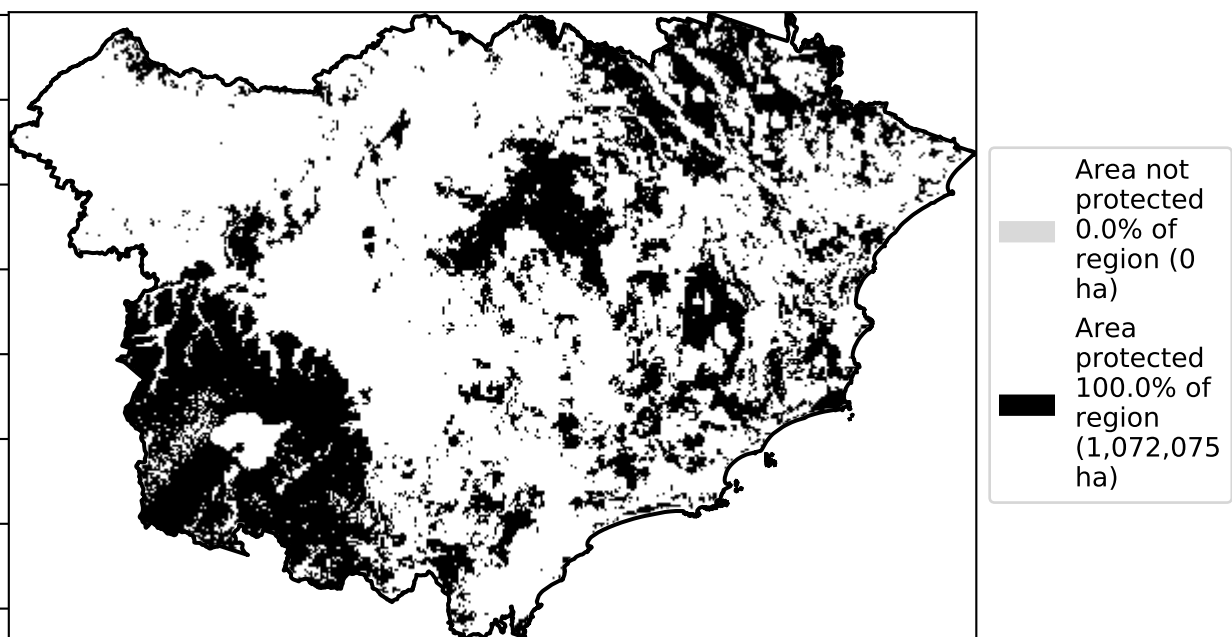 Area not
protected
0.0% of
region (0
ha)
Area
protected
100.0% of
region
(1,072,075
ha)